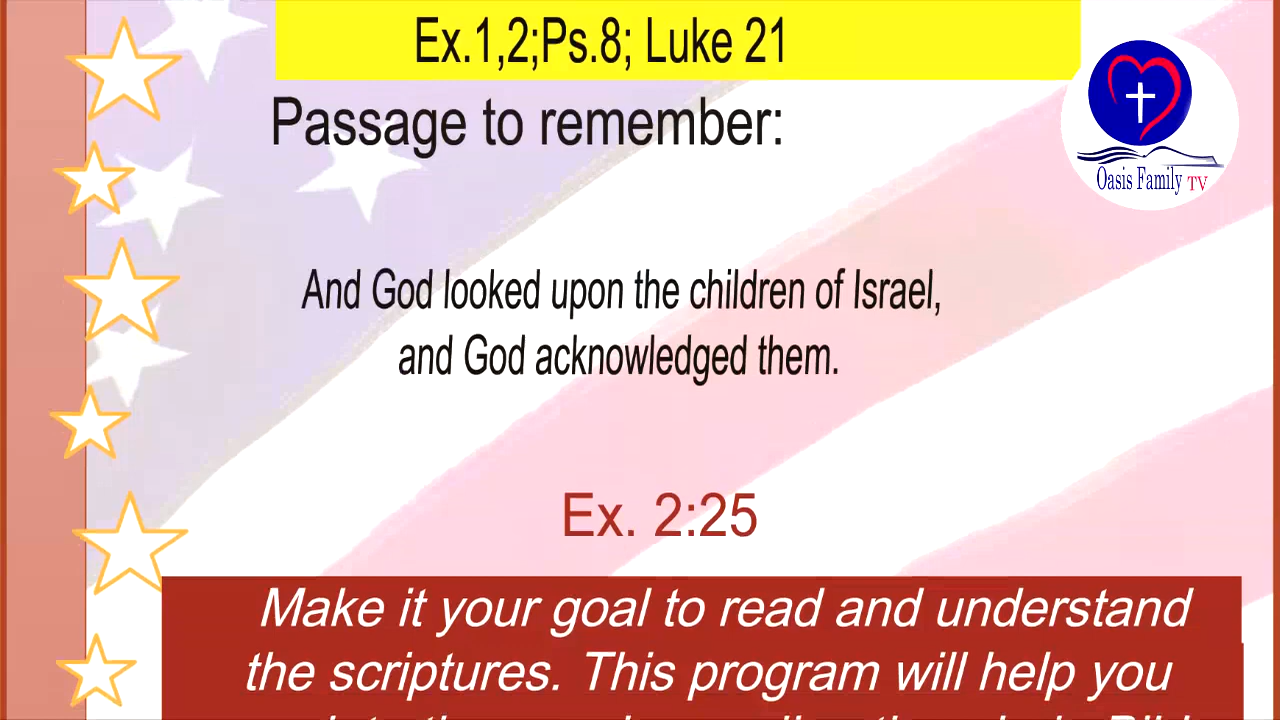 Ex.1,2;Ps.8; Luke 21
Passage to remember:
Oasis Family TV
And God looked upon the children of Israel,
and God acknowledged them.
Ex. 2:25
Make it your goal to read and understand
the scriptures. This program will help you